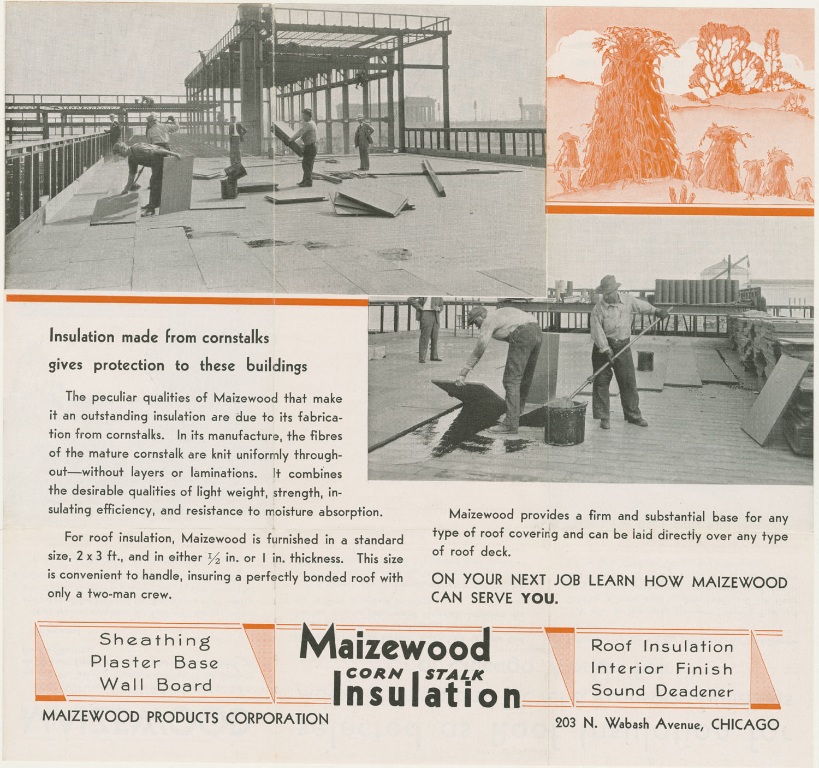 Insulation made from cornstalks
gives protection to these buildings
The peculiar qualities of Maizewood that make
it an outstanding insulation are due to its fabrica-
tion from cornstalks. In its manufacture, the fibres
of the mature cornstalk are knit uniformly through-
out—without layers or laminations. It combines
the desirable qualities of light weight, strength, in-
sulating efficiency, and resistance to moisture absorption.
For roof insulation, Maizewood is furnished in a standard
size, 2 x 3 ft., and in either ½ in. or 1 in. thickness. This size
is convenient to handle, insuring a perfectly bonded roof with
only a two-man crew.
Maizewood provides a firm and substantial base for any
type of roof covering and can be laid directly over any type
of roof deck.
ON YOUR NEXT JOB LEARN HOW MAIZEWOOD
CAN SERVE YOU.
Sheathing
Plaster Base
Wall Board
Maizewood
CORN STALK
Insulation
Roof Insulation
Interior Finish
Sound Deadener
MAIZEWOOD PRODUCTS CORPORATION
203 N. Wabash Avenue, CHICAGO